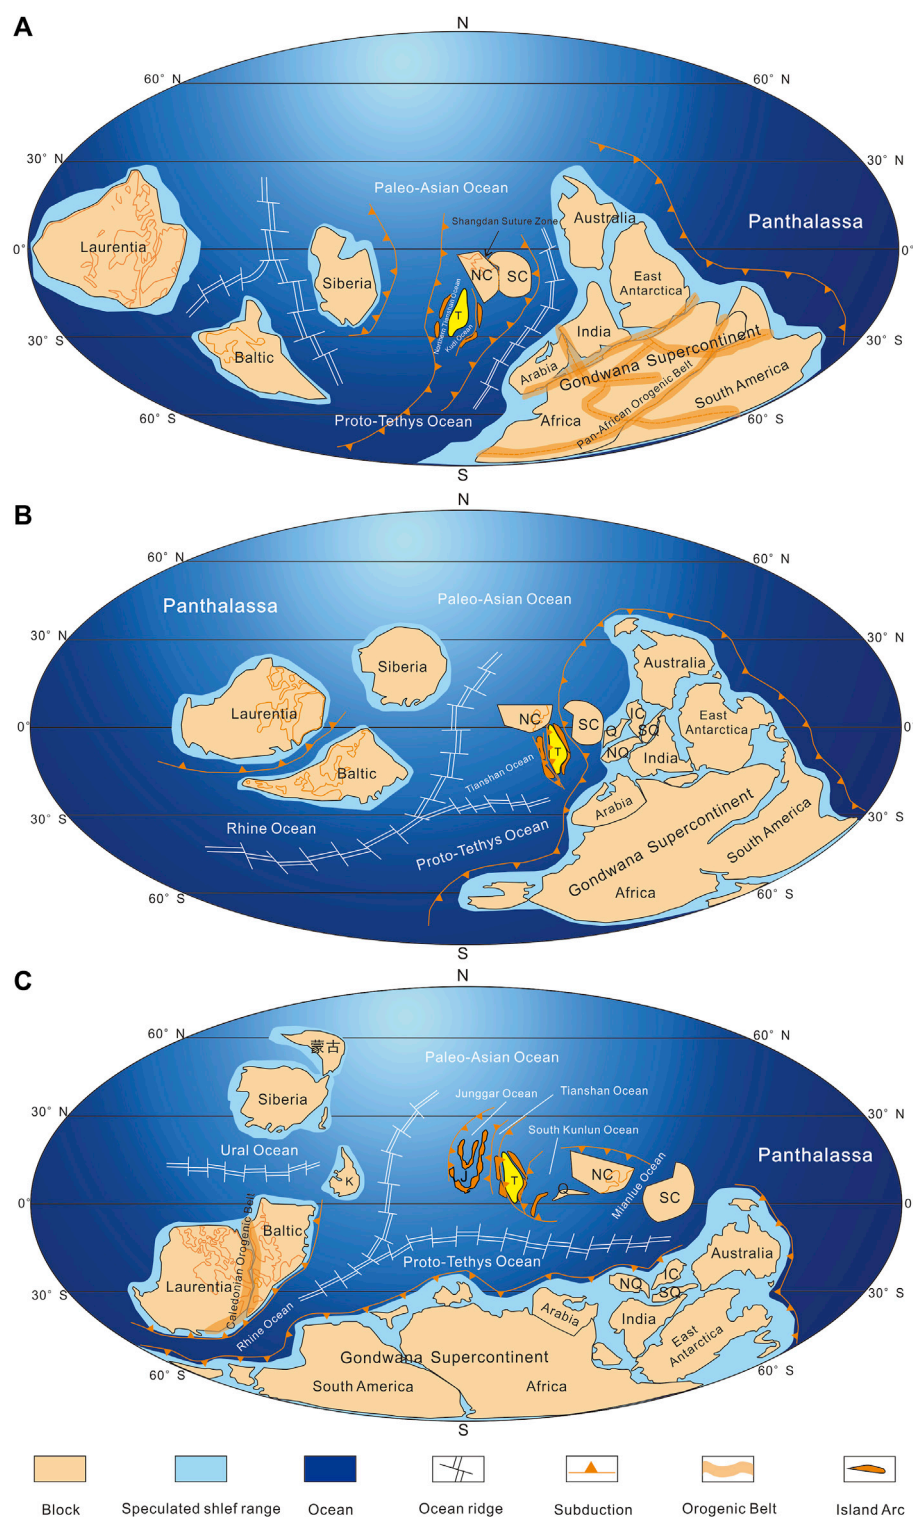 A
N
60° N
30° N
30° N
Paleo-Asian Ocean
Shangdan Suture Zone
Australia
Panthalassa
Laurentia
0°
0°
Siberia
NC
SC
East
Antarctica
Northern Tianshan Ocean
T
Kudi Ocean
India
30° S
30° S
Baltic
Arabia
Gondwana Supercontinent
South America
Pan-African Orogenic Belt
Africa
60° S
60° S
Proto-Tethys Ocean
S
B
N
60° N
60° N
Panthalassa
Paleo-Asian Ocean
30° N
30° N
Siberia
Australia
Laurentia
NC
SC
IC
Q
SQ
East
Antarctica
0°
0°
NQ
India
T
Baltic
Tianshan Ocean
Arabia
30° S
30° S
Rhine Ocean
Proto-Tethys Ocean
Gondwana Supercontinent
South America
Africa
60° S
60° S
S
C
N
60° N
60° N
蒙古
Paleo-Asian Ocean
Junggar Ocean
Tianshan Ocean
Siberia
30° N
30° N
South Kunlun Ocean
Ural Ocean
Panthalassa
J
T
K
Q
NC
Mianlue Ocean
SC
0°
0°
Baltic
Caledonian Orogenic Belt
Laurentia
Proto-Tethys Ocean
Australia
IC
NQ
SQ
30° S
30° S
Rhine Ocean
Arabia
India
East
Antarctica
Gondwana Supercontinent
60° S
60° S
South America
Africa
S
Block
Speculated shlef range
Ocean
Ocean ridge
Subduction
Orogenic Belt
Island Arc